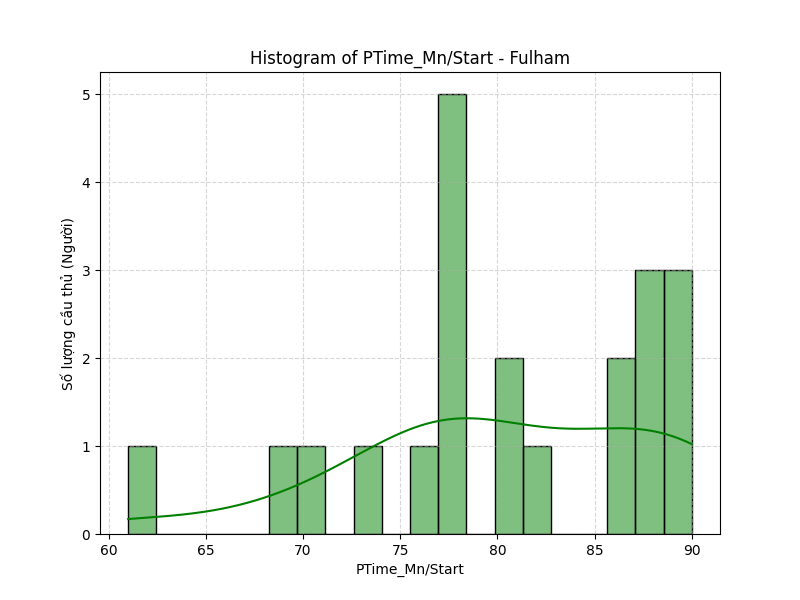 Histogram of PTime_Mn/Start - Fulham
Số lượng cầu thủ (Người)
5
4
3
2
1
0
60 65 70 75 80 85 90
PTime_Mn/Start